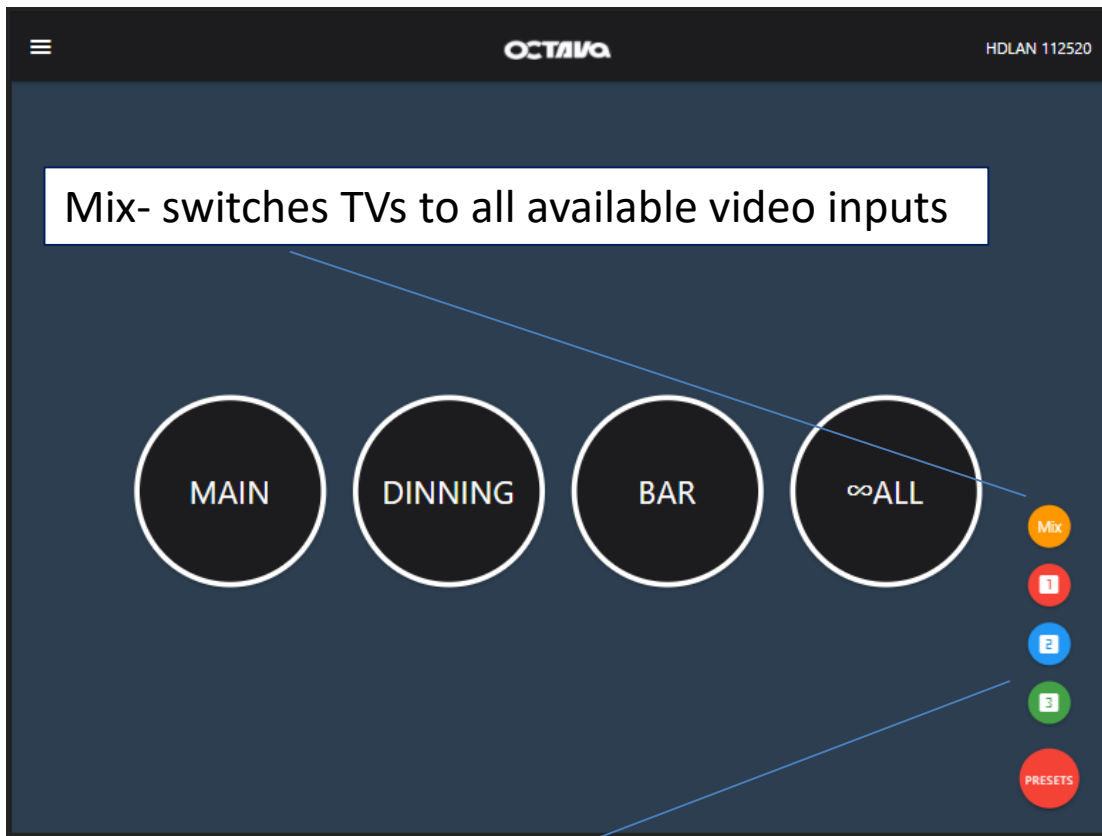 OCTAVA
HDLAN 112520
Mix- switches TVs to all available video inputs
MAIN
DINNING
BAR
∞ALL
Mix
1
2
3
PRESETS